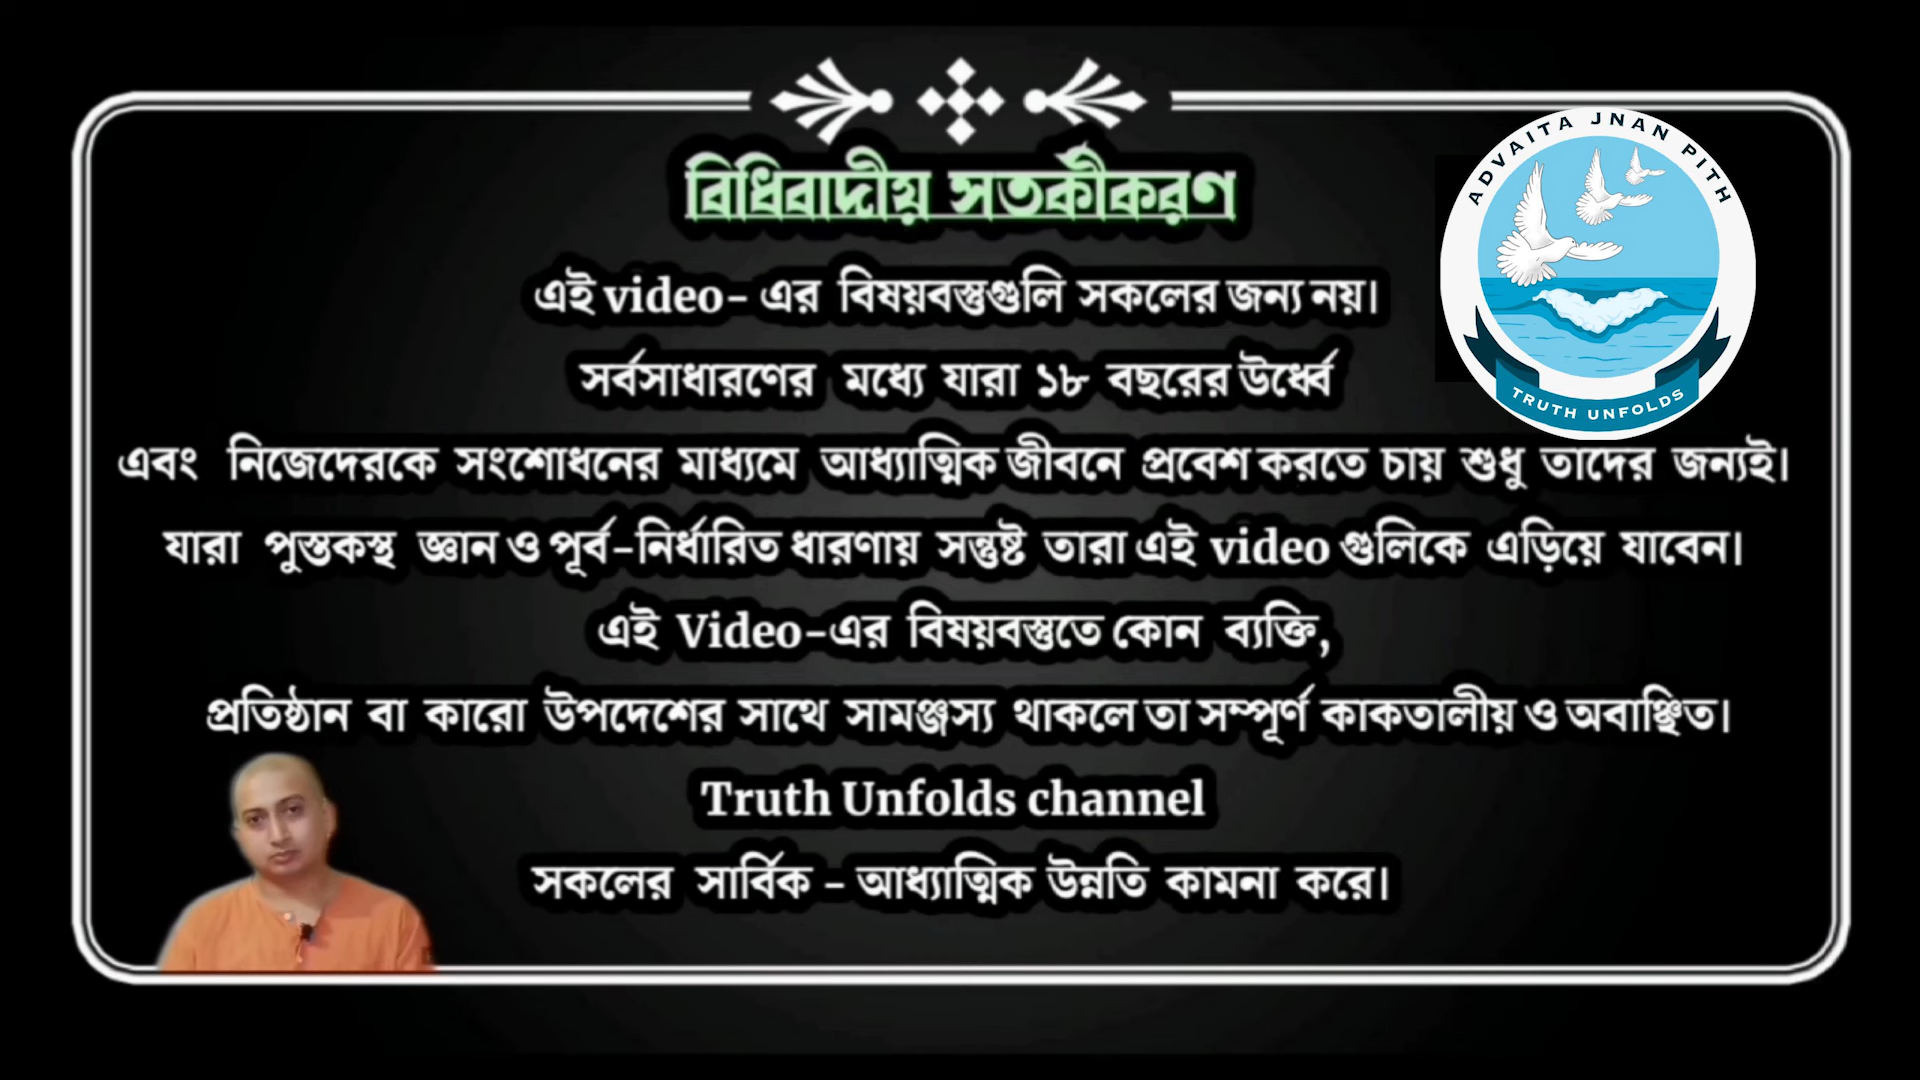 বিধিবাদীয় সতর্কীকরণ
ADVAITA JNAN PITH
TRUTH UNFOLDS
এই video- এর বিষয়বস্তুগুলি সকলের জন্য নয়।
সর্বসাধারণের মধ্যে যারা ১৮ বছরের উর্ধ্বে
এবং নিজেদেরকে সংশোধনের মাধ্যমে আধ্যাত্মিক জীবনে প্রবেশ করতে চায় শুধু তাদের জন্যই।
যারা পুস্তকস্থ জ্ঞান ও পূর্ব-নির্ধারিত ধারণায় সন্তুষ্ট তারা এই video গুলিকে এড়িয়ে যাবেন।
এই Video-এর বিষয়বস্তুতে কোন ব্যক্তি,
প্রতিষ্ঠান বা কারো উপদেশের সাথে সামঞ্জস্য থাকলে তা সম্পূর্ণ কাকতালীয় ও অবাঞ্ছিত।
Truth Unfolds channel
সকলের সার্বিক - আধ্যাত্মিক উন্নতি কামনা করে।